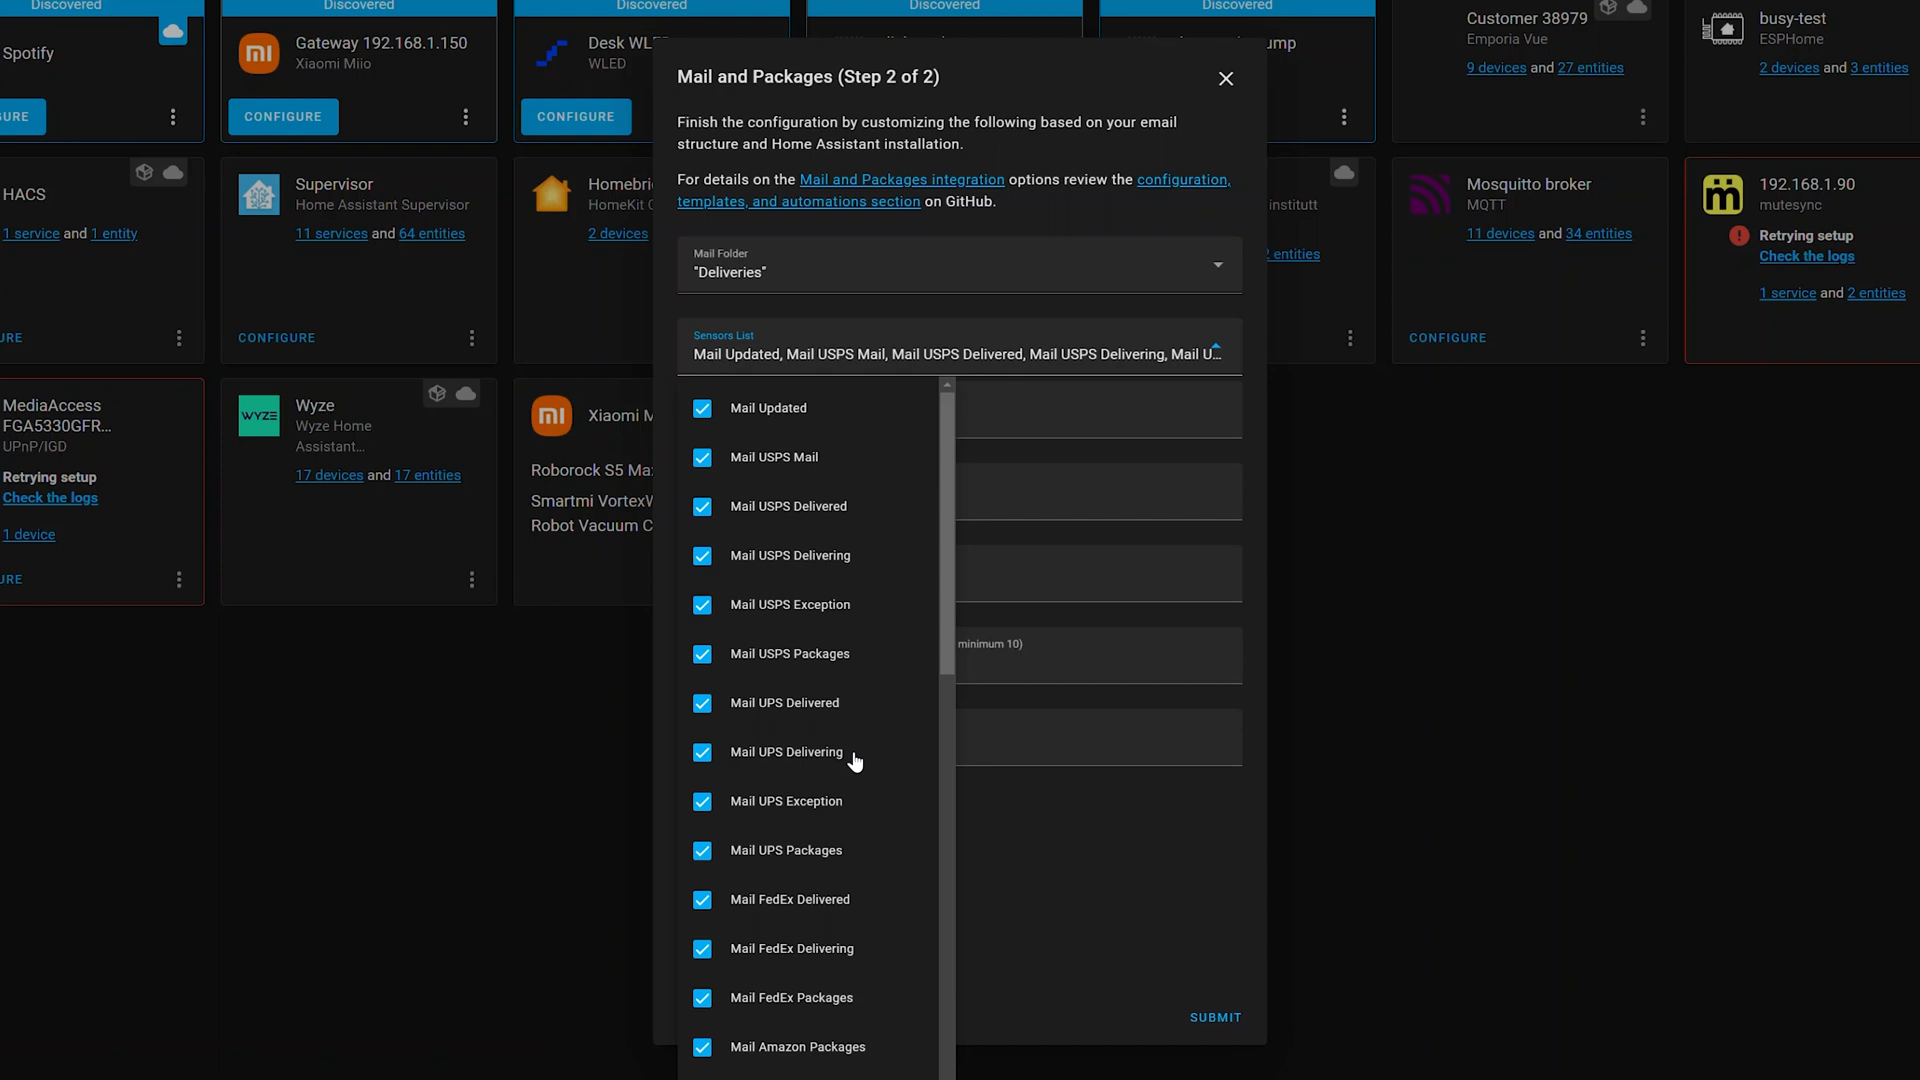 Discovered
Discovered
Discovered
Discovered
Discovered
Spotify
URE
Gateway 192.168.1.150
Xiaomi Miio
CONFIGURE
WLED
CONFIGURE
ump
Customer 38979
Emporia Vue
9 devices and 27 entities
busy-test
ESPHome
2 devices and 3 entities
HACS
1 service and 1 entity
URE
Supervisor
Home Assistant Supervisor
11 services and 64 entities
CONFIGURE
2 devices
institutt
2 entities
Mosquitto broker
MQTT
11 devices and 34 entities
CONFIGURE
192.168.1.90
mutesync
Retrying setup
Check the logs
1 service and 2 entities
MediaAccess
FGA5330GFR...
UPnP/IGD
Retrying setup
Check the logs
1 device
URE
WYZE
Wyze
Wyze Home
Assistant...
17 devices and 17 entities
Xiaomi M
Roborock S5 Ma
Smartmi Vortex
Robot Vacuum C
Mail and Packages (Step 2 of 2)
Finish the configuration by customizing the following based on your email
structure and Home Assistant installation.
For details on the Mail and Packages integration options review the configuration,
templates, and automations section on GitHub.
Mail Folder
"Deliveries"
Sensors List
Mail Updated, Mail USPS Mail, Mail USPS Delivered, Mail USPS Delivering, Mail U...
Mail Updated
Mail USPS Mail
Mail USPS Delivered
Mail USPS Delivering
Mail USPS Exception
Mail USPS Packages
Mail UPS Delivered
Mail UPS Delivering
Mail UPS Exception
Mail UPS Packages
Mail FedEx Delivered
Mail FedEx Delivering
Mail FedEx Packages
Mail Amazon Packages
minimum 10)
SUBMIT